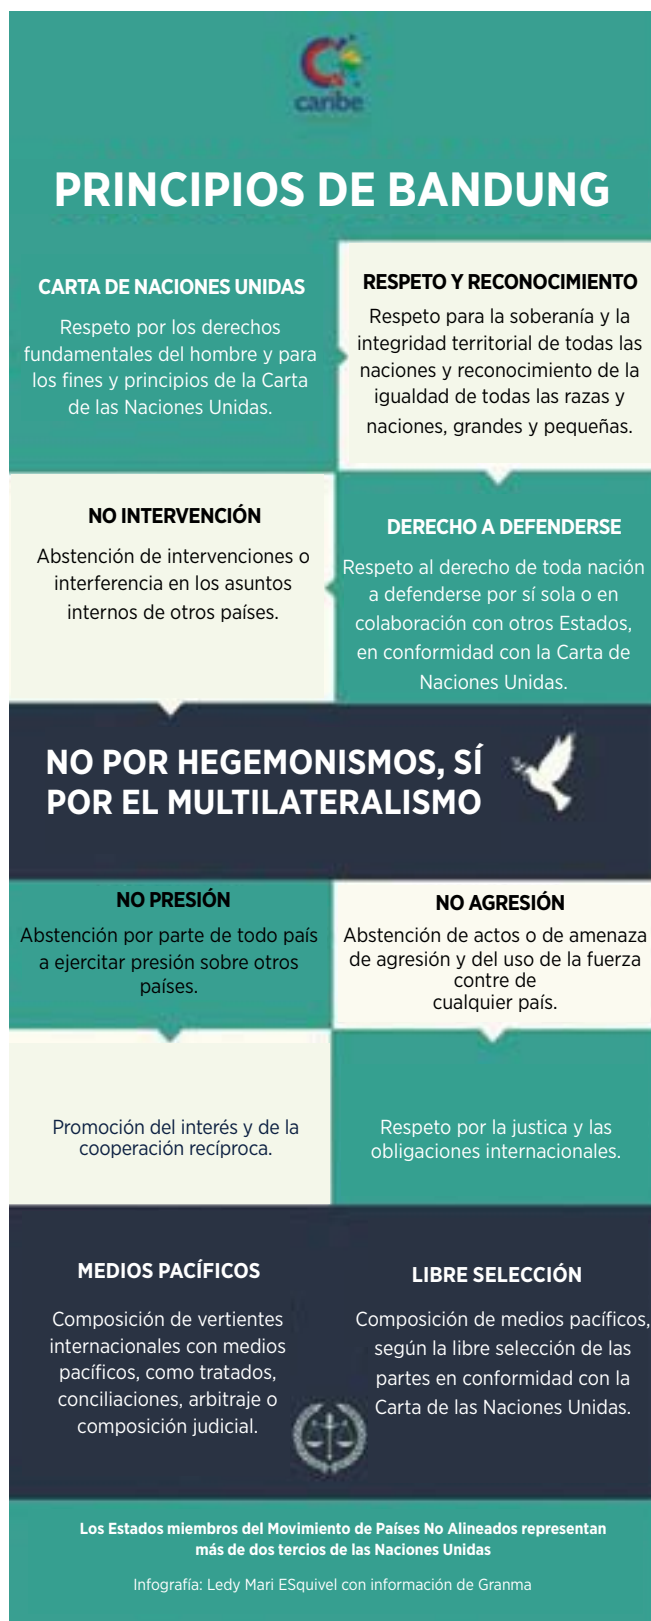 caribe
PRINCIPIOS DE BANDUNG
CARTA DE NACIONES UNIDAS
Respeto por los derechos
fundamentales del hombre y para
los fines y principios de la Carta
de las Naciones Unidas.
RESPETO Y RECONOCIMIENTO
Respeto para la soberanía y la
integridad territorial de todas las
naciones y reconocimiento de la
igualdad de todas las razas y
naciones, grandes y pequeñas.
NO INTERVENCIÓN
Abstención de intervenciones o
interferencia en los asuntos
internos de otros países.
DERECHO A DEFENDERSE
Respeto al derecho de toda nación
a defenderse por sí sola o en
colaboración con otros Estados,
en conformidad con la Carta de
Naciones Unidas.
NO POR HEGEMONISMOS, SÍ
POR EL MULTILATERALISMO
NO PRESIÓN
Abstención por parte de todo país
a ejercitar presión sobre otros
países.
NO AGRESIÓN
Abstención de actos o de amenaza
de agresión y del uso de la fuerza
contre de
cualquier país.
Promoción del interés y de la
cooperación recíproca.
Respeto por la justica y las
obligaciones internacionales.
MEDIOS PACÍFICOS
Composición de vertientes
internacionales con medios
pacíficos, como tratados,
conciliaciones, arbitraje o
composición judicial.
LIBRE SELECCIÓN
Composición de medios pacíficos,
según la libre selección de las
partes en conformidad con la
Carta de las Naciones Unidas.
Los Estados miembros del Movimiento de Países No Alineados representan
más de dos tercios de las Naciones Unidas
Infografía: Ledy Mari ESquivel con información de Granma